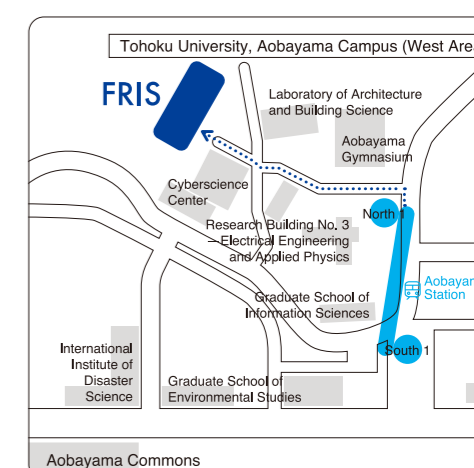 Tohoku University, Aobayama Campus (West Are
FRIS
Laboratory of Architecture
and Building Science
Aobayama
Gymnasium
Cyberscience
Center
North 1
Research Building No. 3
– Electrical Engineering
and Applied Physics
Aobayam
Station
Graduate School of
Information Sciences
South 1
International
Institute of
Disaster
Science
Graduate School of
Environmental Studies
Aobayama Commons